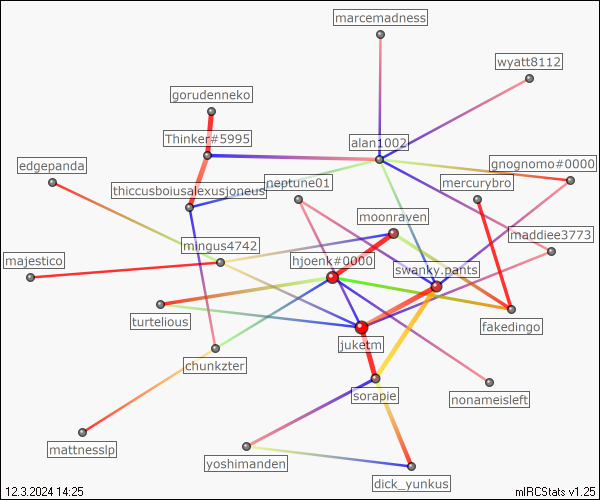 marcemadness
wyatt8112
gorudenneko
Thinker#5995
alan1002
edgepanda
gnognomo#0000
thiccusboiusalexusjoneus
neptune01
mercurybro
moonraven
maddiee3773
mingus4742
majestico
hjoenk#0000
swanky.pants
turtelious
fakedingo
juketm
chunkzter
sorapie
nonameisleft
mattnesslp
yoshimanden
dick_yunkus
12.3.2024 14:25
mIRCStats v1.25